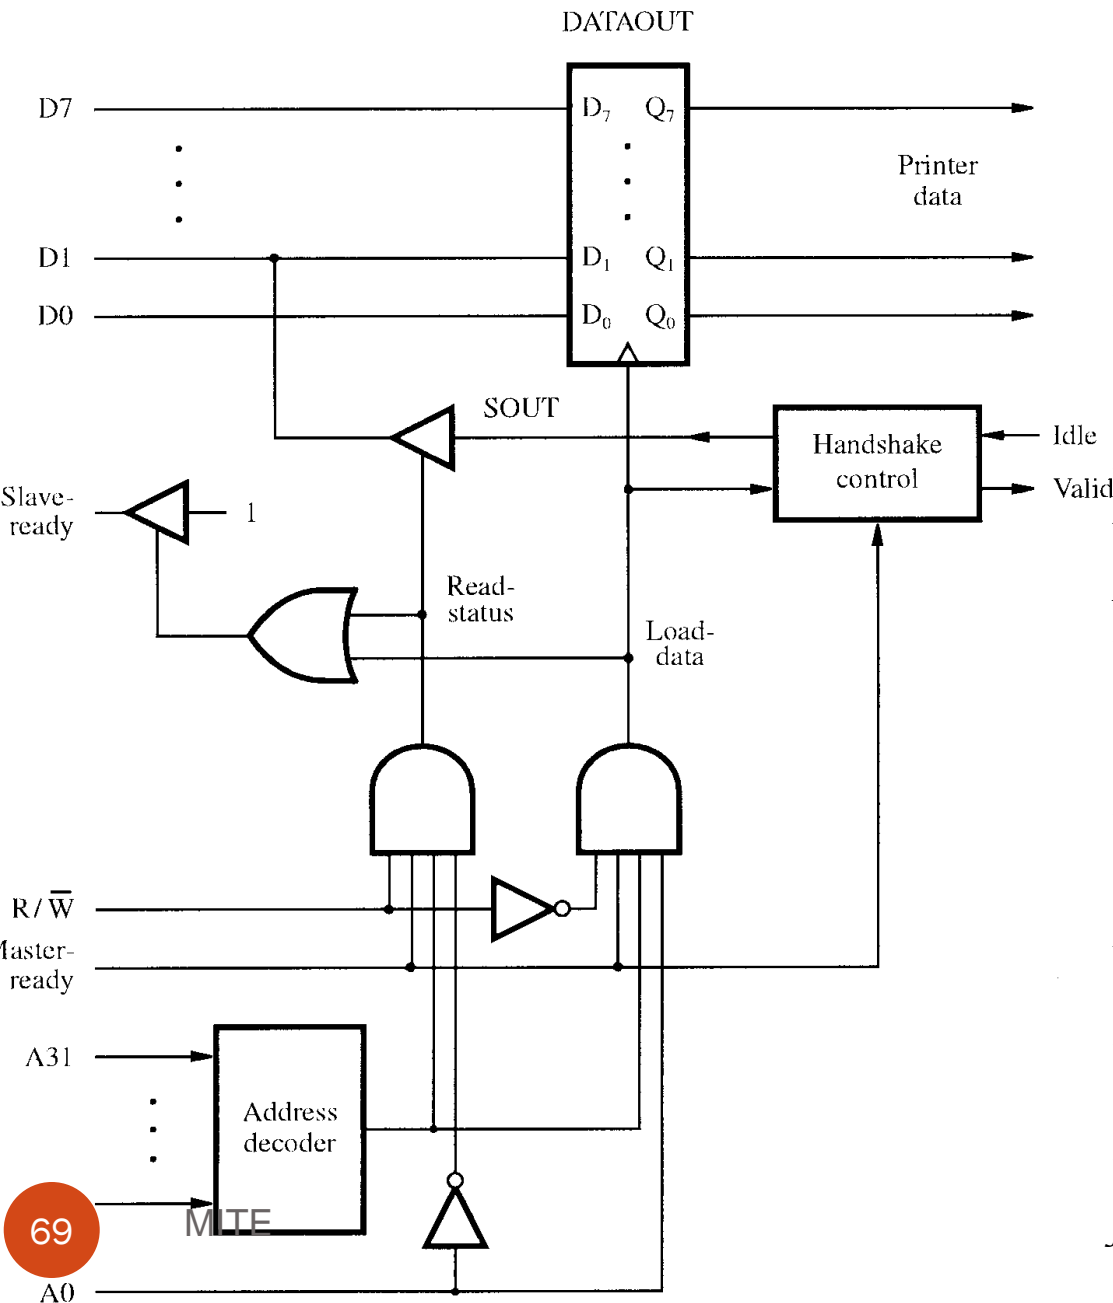 DATAOUT
D7
D₇ Q₇
Printer
data
D1
D₁ Q₁
D0
D₀ Q₀
SOUT
Handshake
control
Idle
Valid
Slave-
ready
1
Read-
status
Load-
data
R/W̅
Master-
ready
A31
Address
decoder
69
MITE
A0